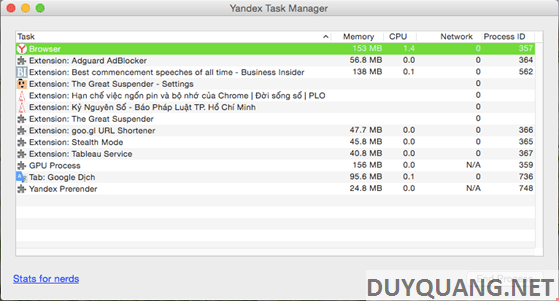 Yandex Task Manager
Task Memory CPU Network Process ID
Browser 153 MB 1.4 0 357
Extension: Adguard AdBlocker 56.8 MB 0.0 0 364
Extension: Best commencement speeches of all time - Business Insider 138 MB 0.1 0 562
Extension: The Great Suspender - Settings 0
Extension: Hạn chế việc ngốn pin và bộ nhớ của Chrome | Đời sống số | PLO 0
Extension: Kỷ Nguyên Số - Báo Pháp Luật TP. Hồ Chí Minh 0
Extension: The Great Suspender 0
Extension: goo.gl URL Shortener 47.7 MB 0.0 0 366
Extension: Stealth Mode 45.8 MB 0.0 0 365
Extension: Tableau Service 40.8 MB 0.0 0 367
GPU Process 156 MB 0.0 N/A 359
Tab: Google Dịch 95.6 MB 0.1 0 736
Yandex Prerender 24.8 MB 0.0 N/A 748
Stats for nerds
DUYQUANG.NET